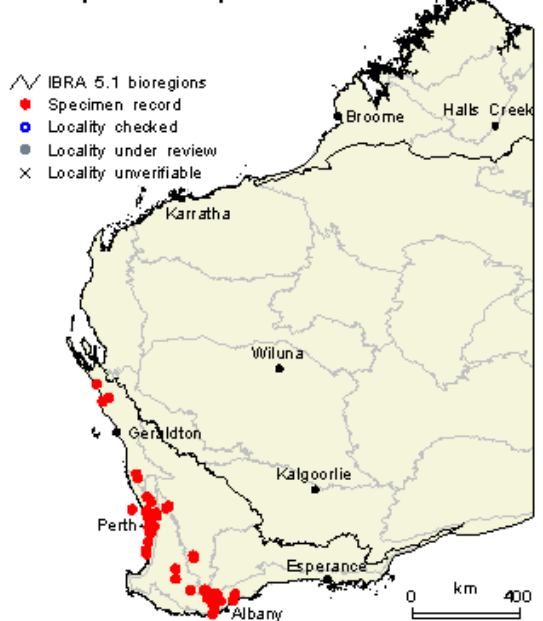 IBRA 5.1 bioregions
Specimen record
Locality checked
Locality under review
Locality unverifiable
Broome
Halls Creek
Karratha
Wiluna
Geraldton
Kalgoorlie
Perth
Esperance
Albany
km
0 400